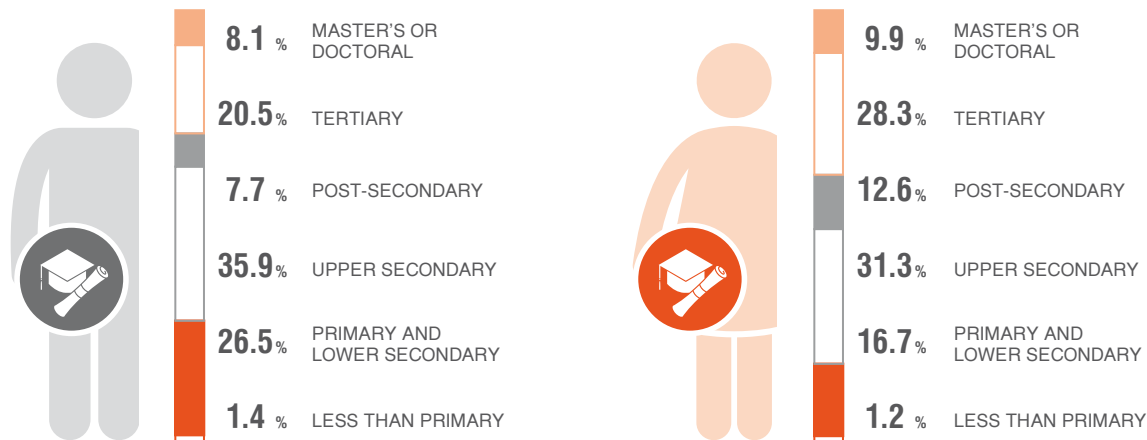 8.1 % MASTER'S OR
DOCTORAL
20.5 % TERTIARY
7.7 % POST-SECONDARY
35.9 % UPPER SECONDARY
26.5 % PRIMARY AND
LOWER SECONDARY
1.4 % LESS THAN PRIMARY
9.9 % MASTER'S OR
DOCTORAL
28.3 % TERTIARY
12.6 % POST-SECONDARY
31.3 % UPPER SECONDARY
16.7 % PRIMARY AND
LOWER SECONDARY
1.2 % LESS THAN PRIMARY